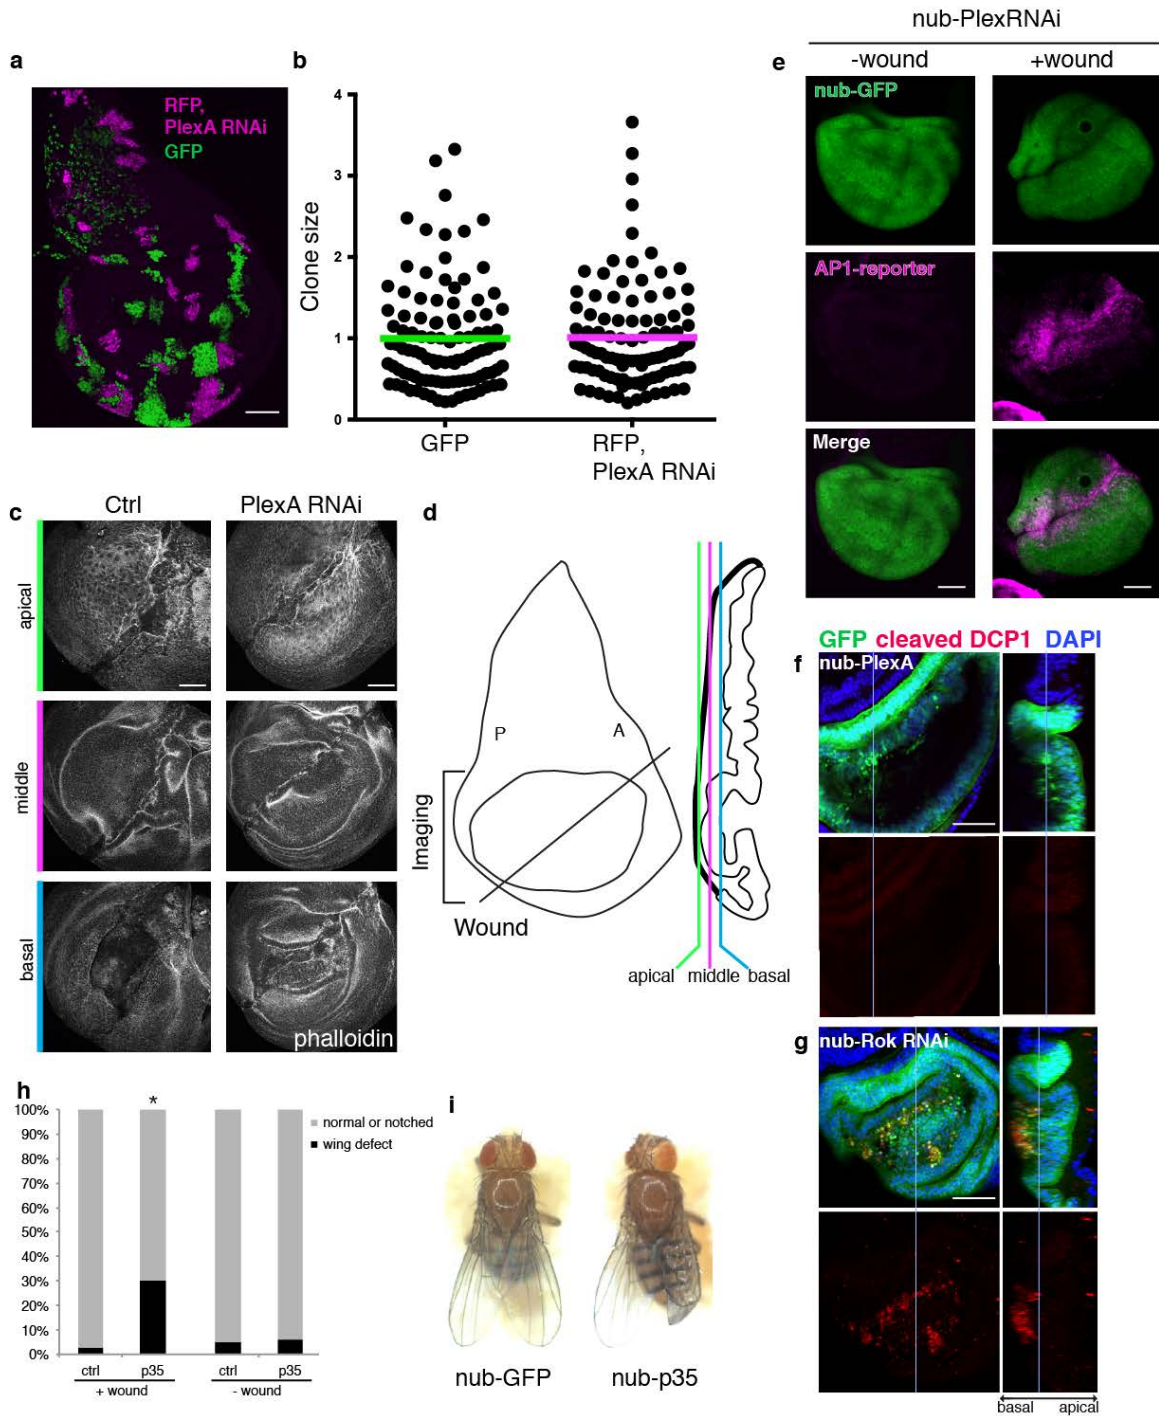 nub-PlexRNAi
-wound
+wound
a
RFP,
PlexA RNAi
GFP
b
4
3
2
1
0
Clone size
GFP
RFP,
PlexA RNAi
e
nub-GFP
AP1-reporter
Merge
c
Ctrl
PlexA RNAi
apical
middle
basal
phalloidin
d
P
A
Imaging
Wound
apical
middle
basal
GFP cleaved DCP1 DAPI
f
nub-PlexA
g
nub-Rok RNAi
basal
apical
h
100%
90%
80%
70%
60%
50%
40%
30%
20%
10%
0%
*
normal or notched
wing defect
ctrl
p35
ctrl
p35
+ wound
- wound
i
nub-GFP
nub-p35